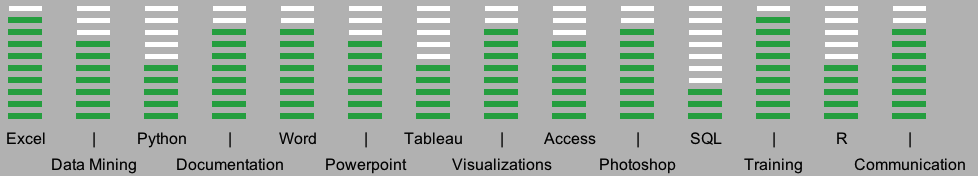 Excel | Python | Word | Tableau | Access | SQL | R |
Data Mining Documentation Powerpoint Visualizations Photoshop Training Communication